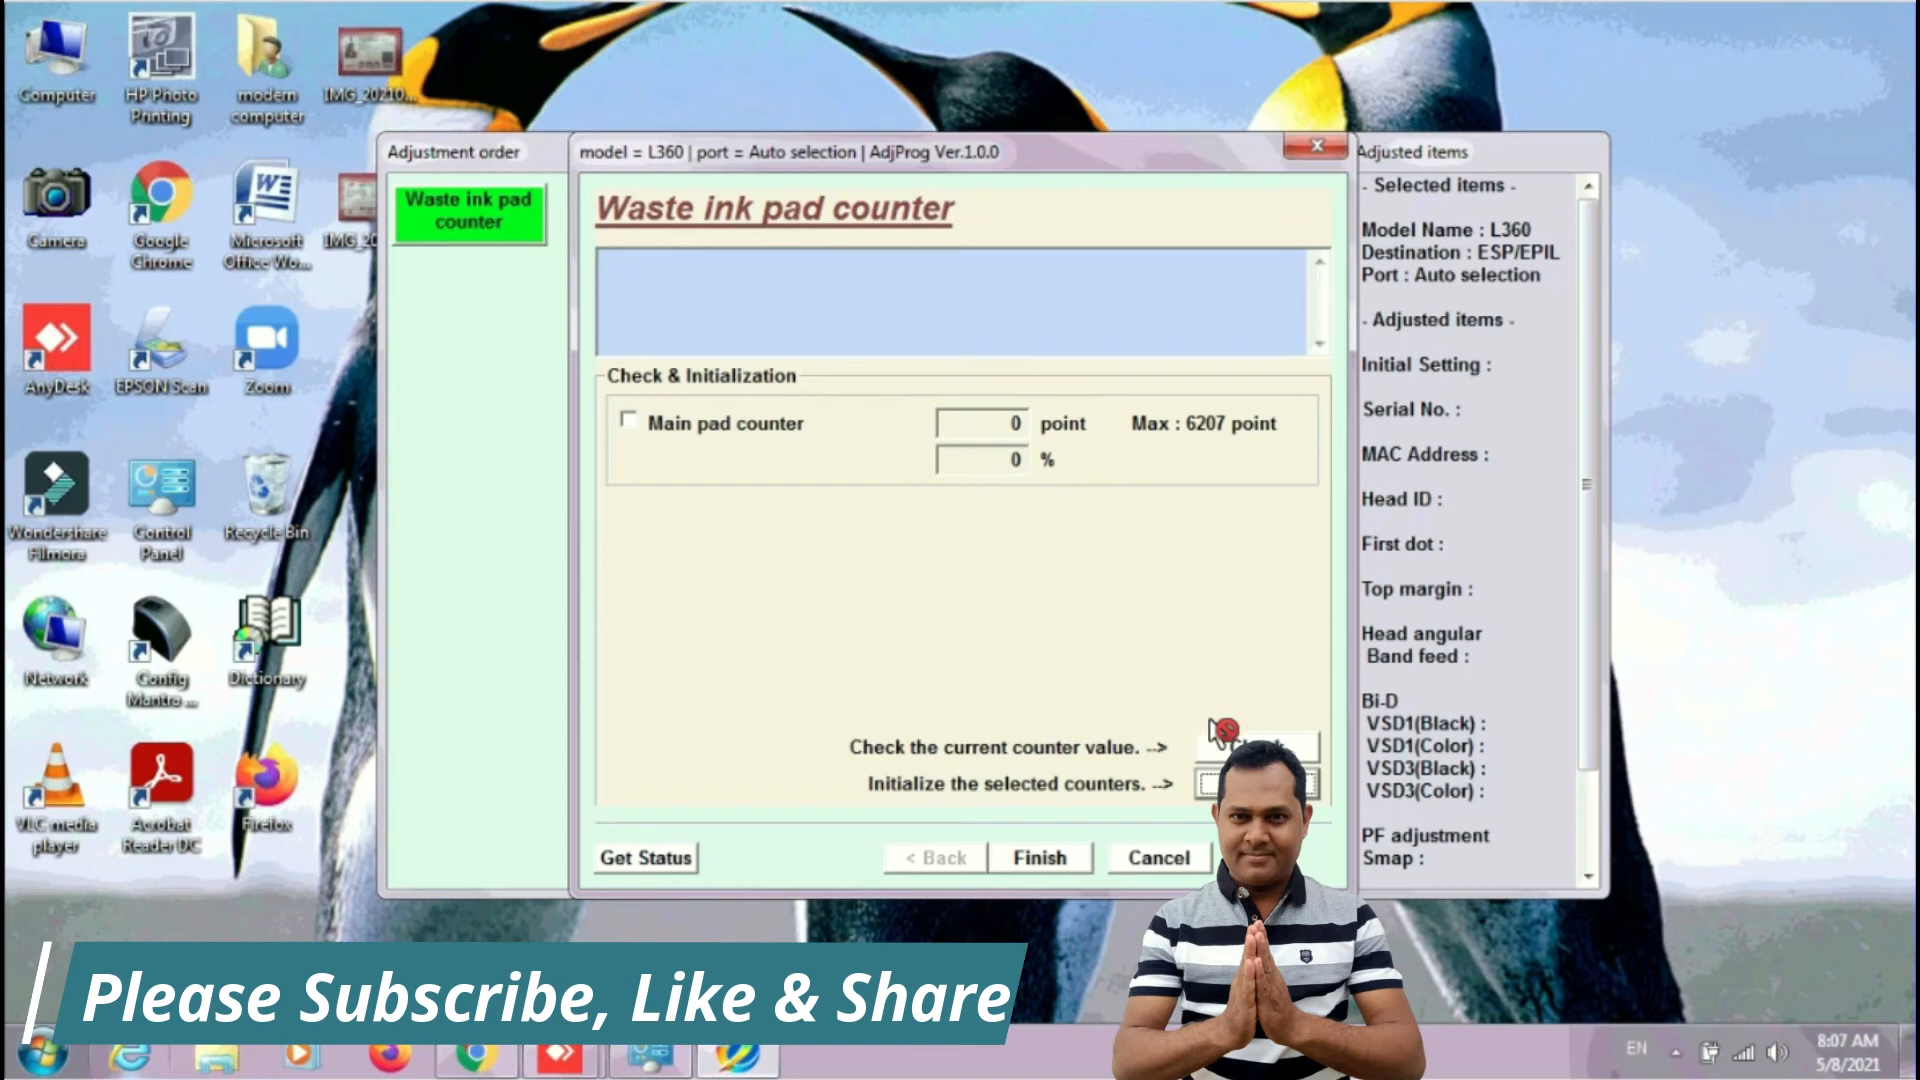 Computer
HP Photo
Printing
modern
computer
IMG_20210...
Camera
Google
Chrome
Microsoft
Office Wo...
IMG_20
AnyDesk
EPSON Scan
Zoom
Wondershare
Filmora
Control
Panel
Recycle Bin
Network
Config
Mantra ...
Dictionary
VLC media
player
Acrobat
Reader DC
Firefox
Adjustment order
Waste ink pad
counter
model = L360 | port = Auto selection | AdjProg Ver.1.0.0
Waste ink pad counter
Check & Initialization
Main pad counter
0 point
Max : 6207 point
0 %
Check the current counter value. -->
Initialize the selected counters. -->
Get Status
< Back
Finish
Cancel
Adjusted items
- Selected items -
Model Name : L360
Destination : ESP/EPIL
Port : Auto selection
- Adjusted items -
Initial Setting :
Serial No. :
MAC Address :
Head ID :
First dot :
Top margin :
Head angular
Band feed :
Bi-D
VSD1(Black) :
VSD1(Color) :
VSD3(Black) :
VSD3(Color) :
PF adjustment
Smap :
Please Subscribe, Like & Share
EN
8:07 AM
5/8/2021